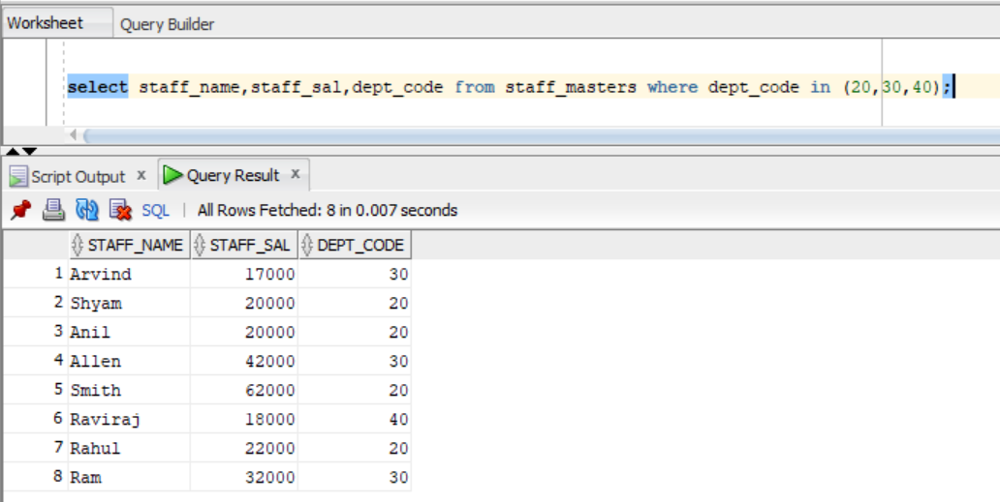 Worksheet Query Builder
select staff_name,staff_sal,dept_code from staff_masters where dept_code in (20,30,40);
Script Output x Query Result x
SQL | All Rows Fetched: 8 in 0.007 seconds
STAFF_NAME STAFF_SAL DEPT_CODE
1 Arvind 17000 30
2 Shyam 20000 20
3 Anil 20000 20
4 Allen 42000 30
5 Smith 62000 20
6 Raviraj 18000 40
7 Rahul 22000 20
8 Ram 32000 30